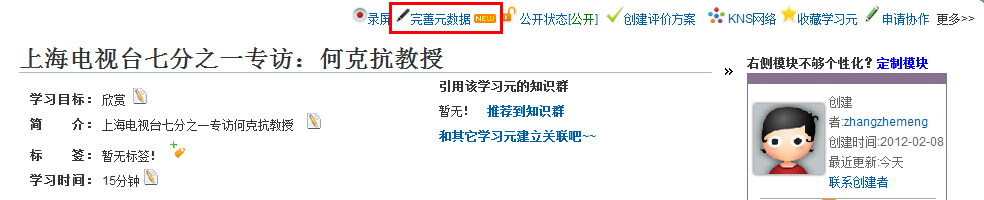 录屏 完善元数据 NEW 公开状态[公开] 创建评价方案 KNS网络 收藏学习元 申请协作 更多>>
上海电视台七分之一专访：何克抗教授
学习目标：欣赏
简 介：上海电视台七分之一专访何克抗教授
标 签：暂无标签！
学习时间：15分钟
引用该学习元的知识群
暂无！ 推荐到知识群
和其它学习元建立关联吧~~
»
右侧模块不够个性化？定制模块
创建
者:zhangzhemeng
创建时间:2012-02-08
最近更新:今天
联系创建者